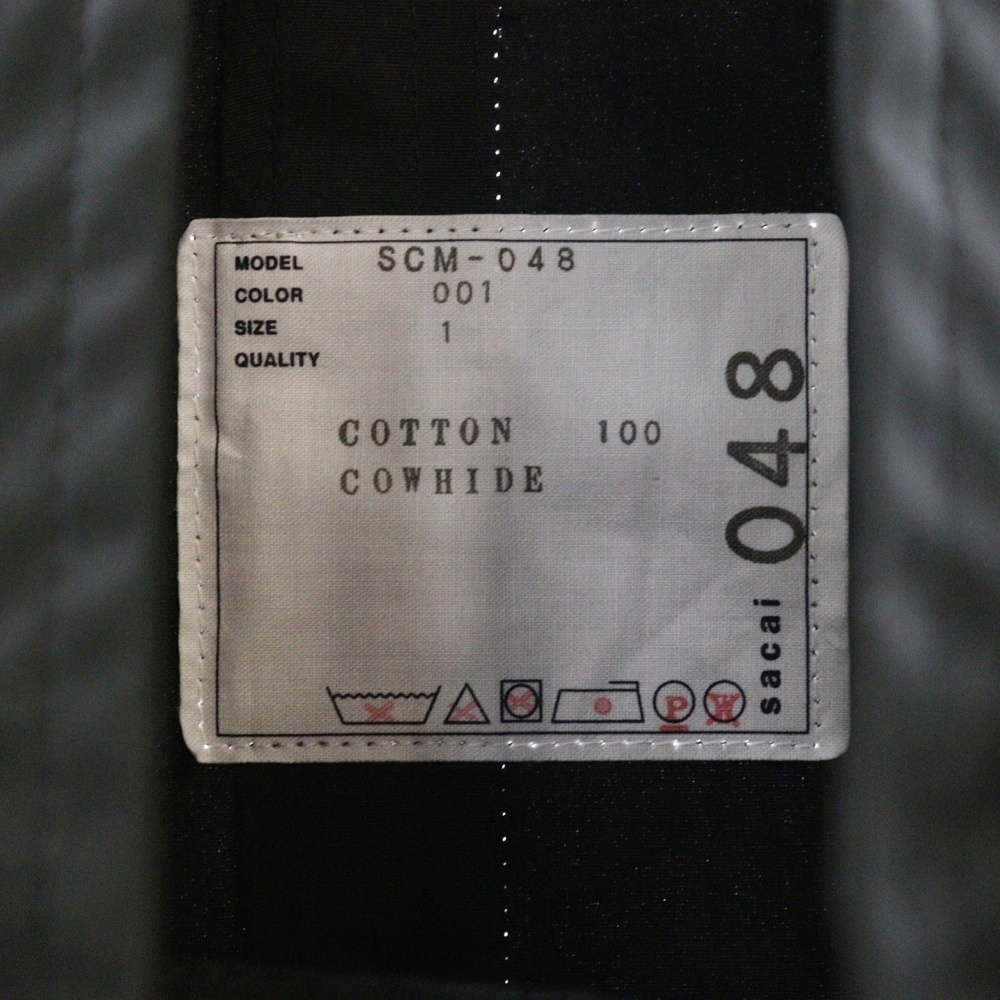 MODEL SCM-048
COLOR 001
SIZE 1
QUALITY
COTTON 100
COWHIDE
P W
sacai 048